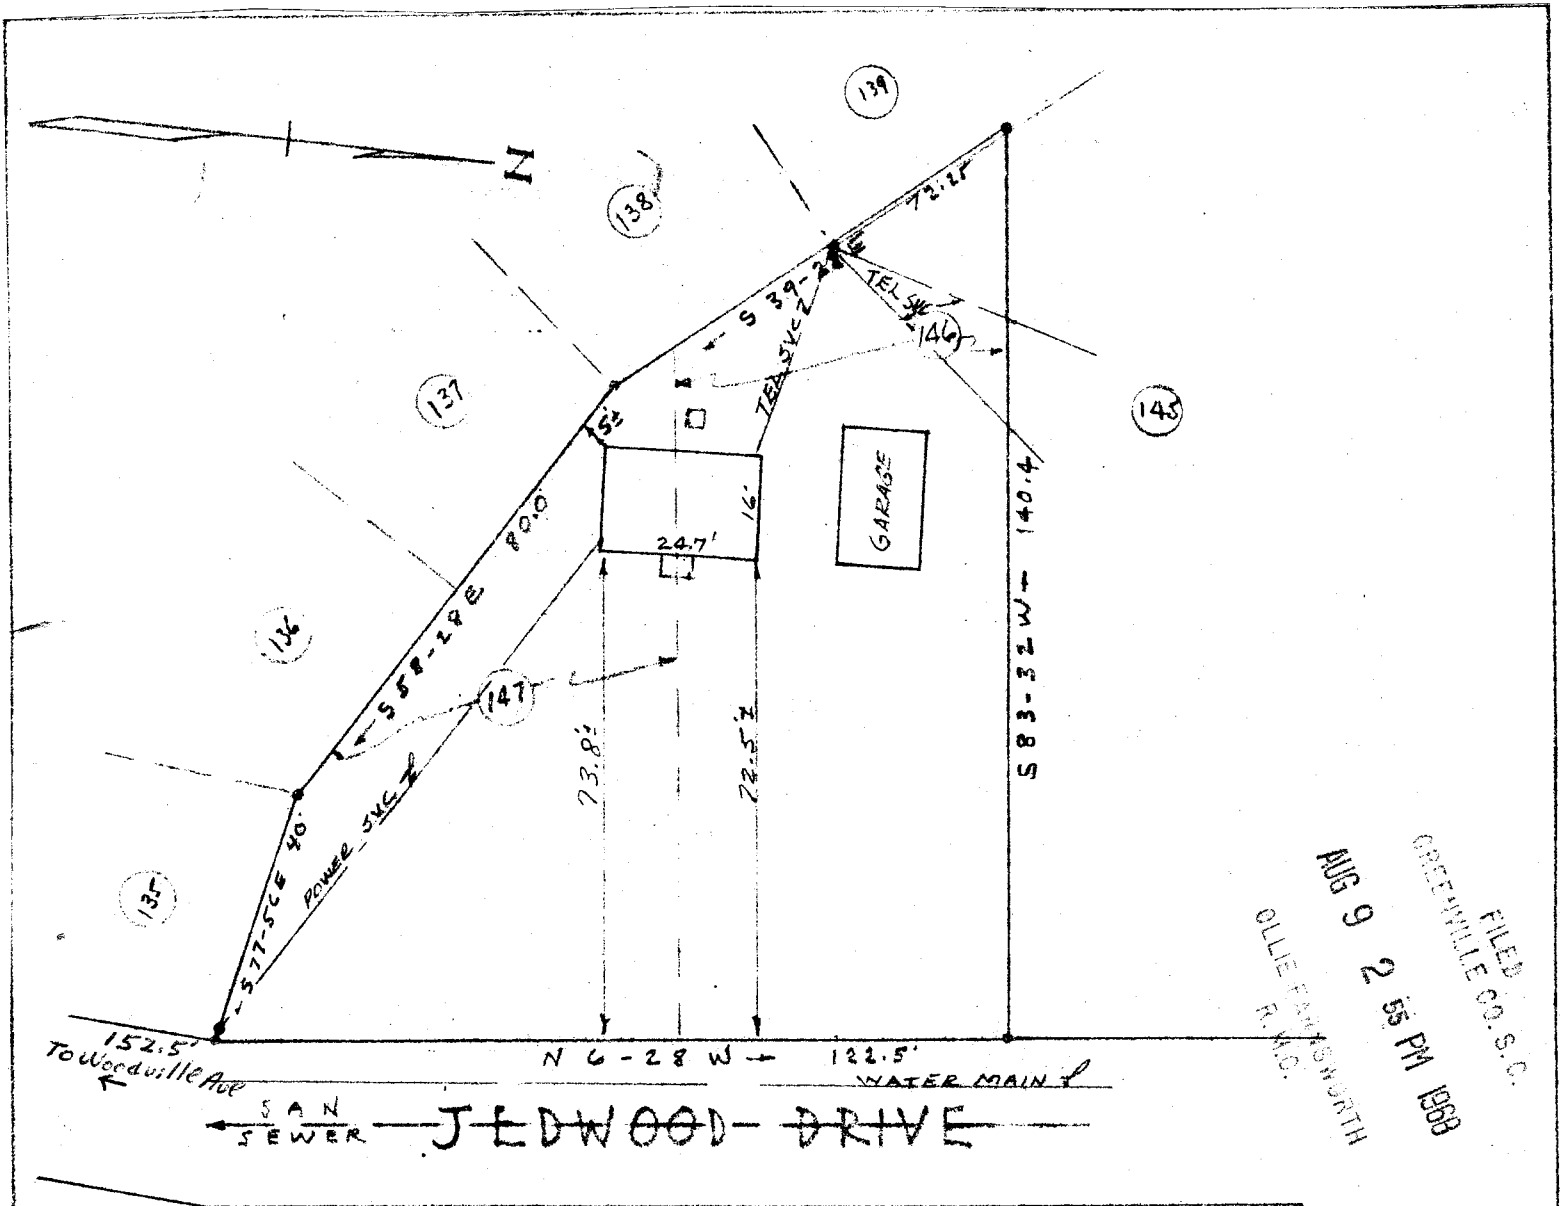 139
N
138
72.25
TEL SVC
146
S 39-
TEL SVC
137
5'±
143
GARAGE
16'
24.7'
80.0
S 83-32 W - 140.4
136
S 58-28 E
147
73.8'±
72.5'±
40'
POWER SVC
135
S 77-56 E
152.5'
To Woodville Ave
N 6-28 W
122.5'
WATER MAIN
SAN
SEWER
JEDWOOD DRIVE
FILED
GREENVILLE CO. S. C.
AUG 9 2 55 PM 1968
OLLIE FARNSWORTH
R.M.C.